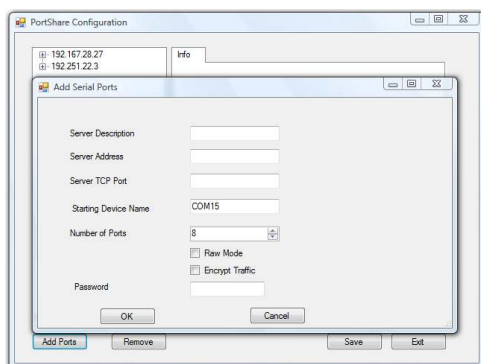 PortShare Configuration
192.167.28.27
192.251.22.3
Info
Add Serial Ports
Server Description
Server Address
Server TCP Port
Starting Device Name COM15
Number of Ports 8
Raw Mode
Encrypt Traffic
Password
OK Cancel
Add Ports Remove Save Exit